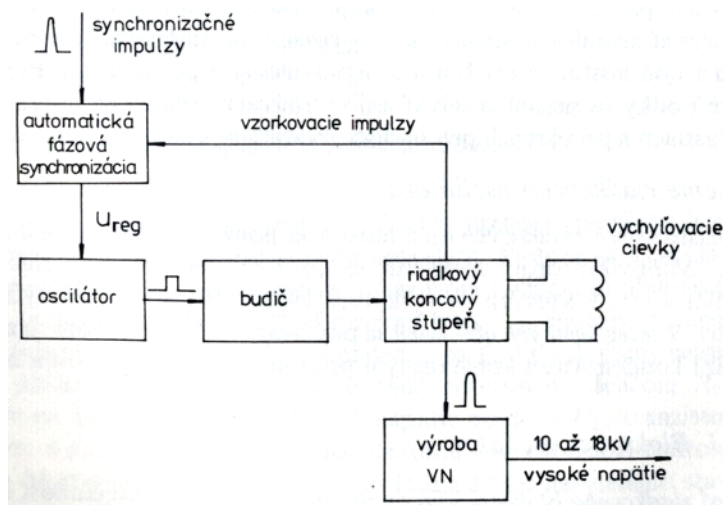 synchronizačné
impulzy
automatická
fázová
synchronizácia
vzorkovacie impulzy
Ureg
vychyľovacie
cievky
oscilátor
budič
riadkový
koncový
stupeň
výroba
VN
10 až 18kV
vysoké napätie